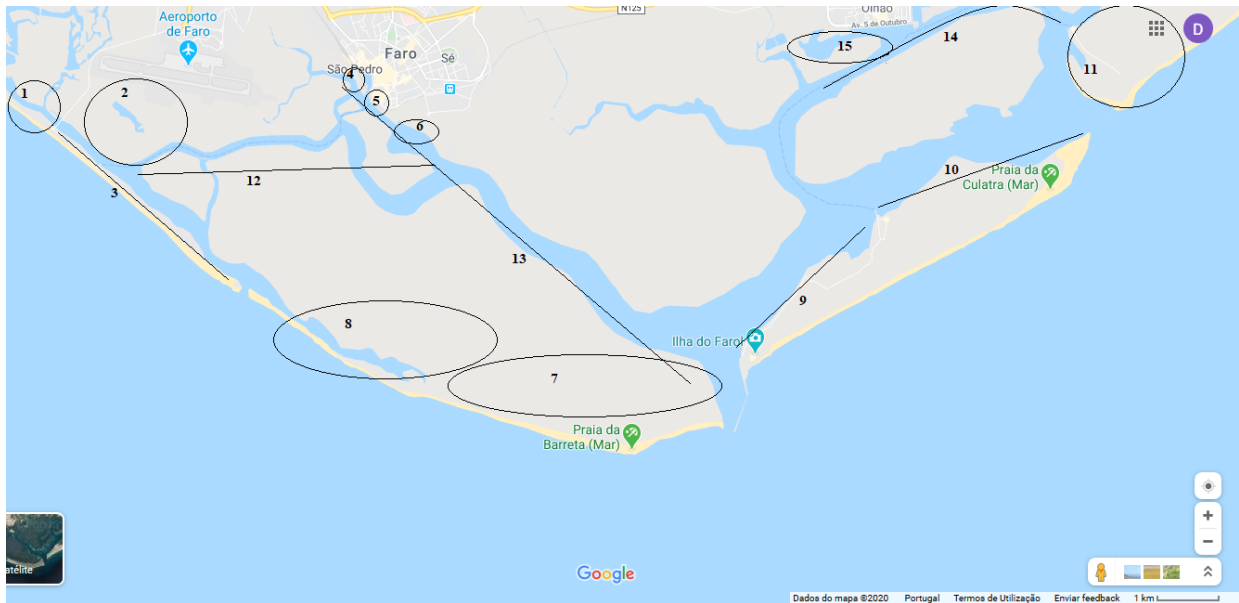 N125
Olhão
Av. 5 de Outubro
Aeroporto
de Faro
D
Faro
Sé
São Pedro
14
15
4
11
1
2
5
6
10
Praia da
Culatra (Mar)
12
3
13
9
8
Ilha do Farol
7
Praia da
Barreta (Mar)
atélite
Google
Dados do mapa ©2020 Portugal Termos de Utilização Enviar feedback 1 km